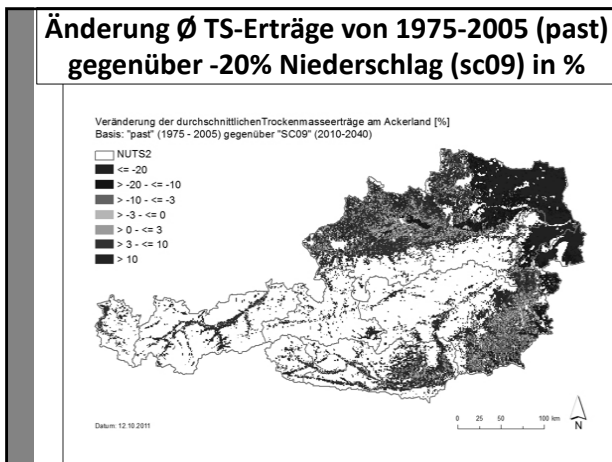 Änderung Ø TS-Erträge von 1975-2005 (past)
gegenüber -20% Niederschlag (sc09) in %
Veränderung der durchschnittlichenTrockenmasseerträge am Ackerland [%]
Basis: "past" (1975 - 2005) gegenüber "SC09" (2010-2040)
NUTS2
<= -20
> -20 - <= -10
> -10 - <= -3
> -3 - <= 0
> 0 - <= 3
> 3 - <= 10
> 10
Datum: 12.10.2011
0 25 50 100 km
N